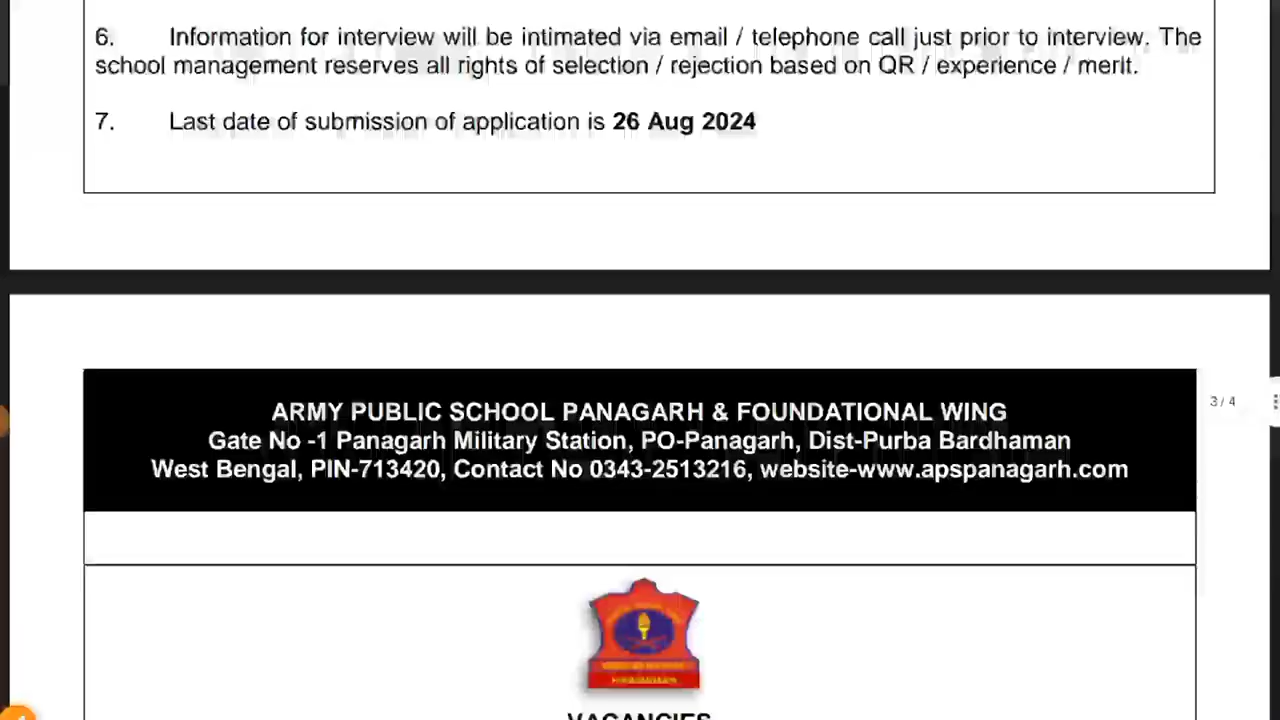 6. Information for interview will be intimated via email / telephone call just prior to interview. The
school management reserves all rights of selection / rejection based on QR / experience / merit.
7. Last date of submission of application is 26 Aug 2024
ARMY PUBLIC SCHOOL PANAGARH & FOUNDATIONAL WING
Gate No -1 Panagarh Military Station, PO-Panagarh, Dist-Purba Bardhaman
West Bengal, PIN-713420, Contact No 0343-2513216, website-www.apspanagarh.com
3 / 4
VACANCIES